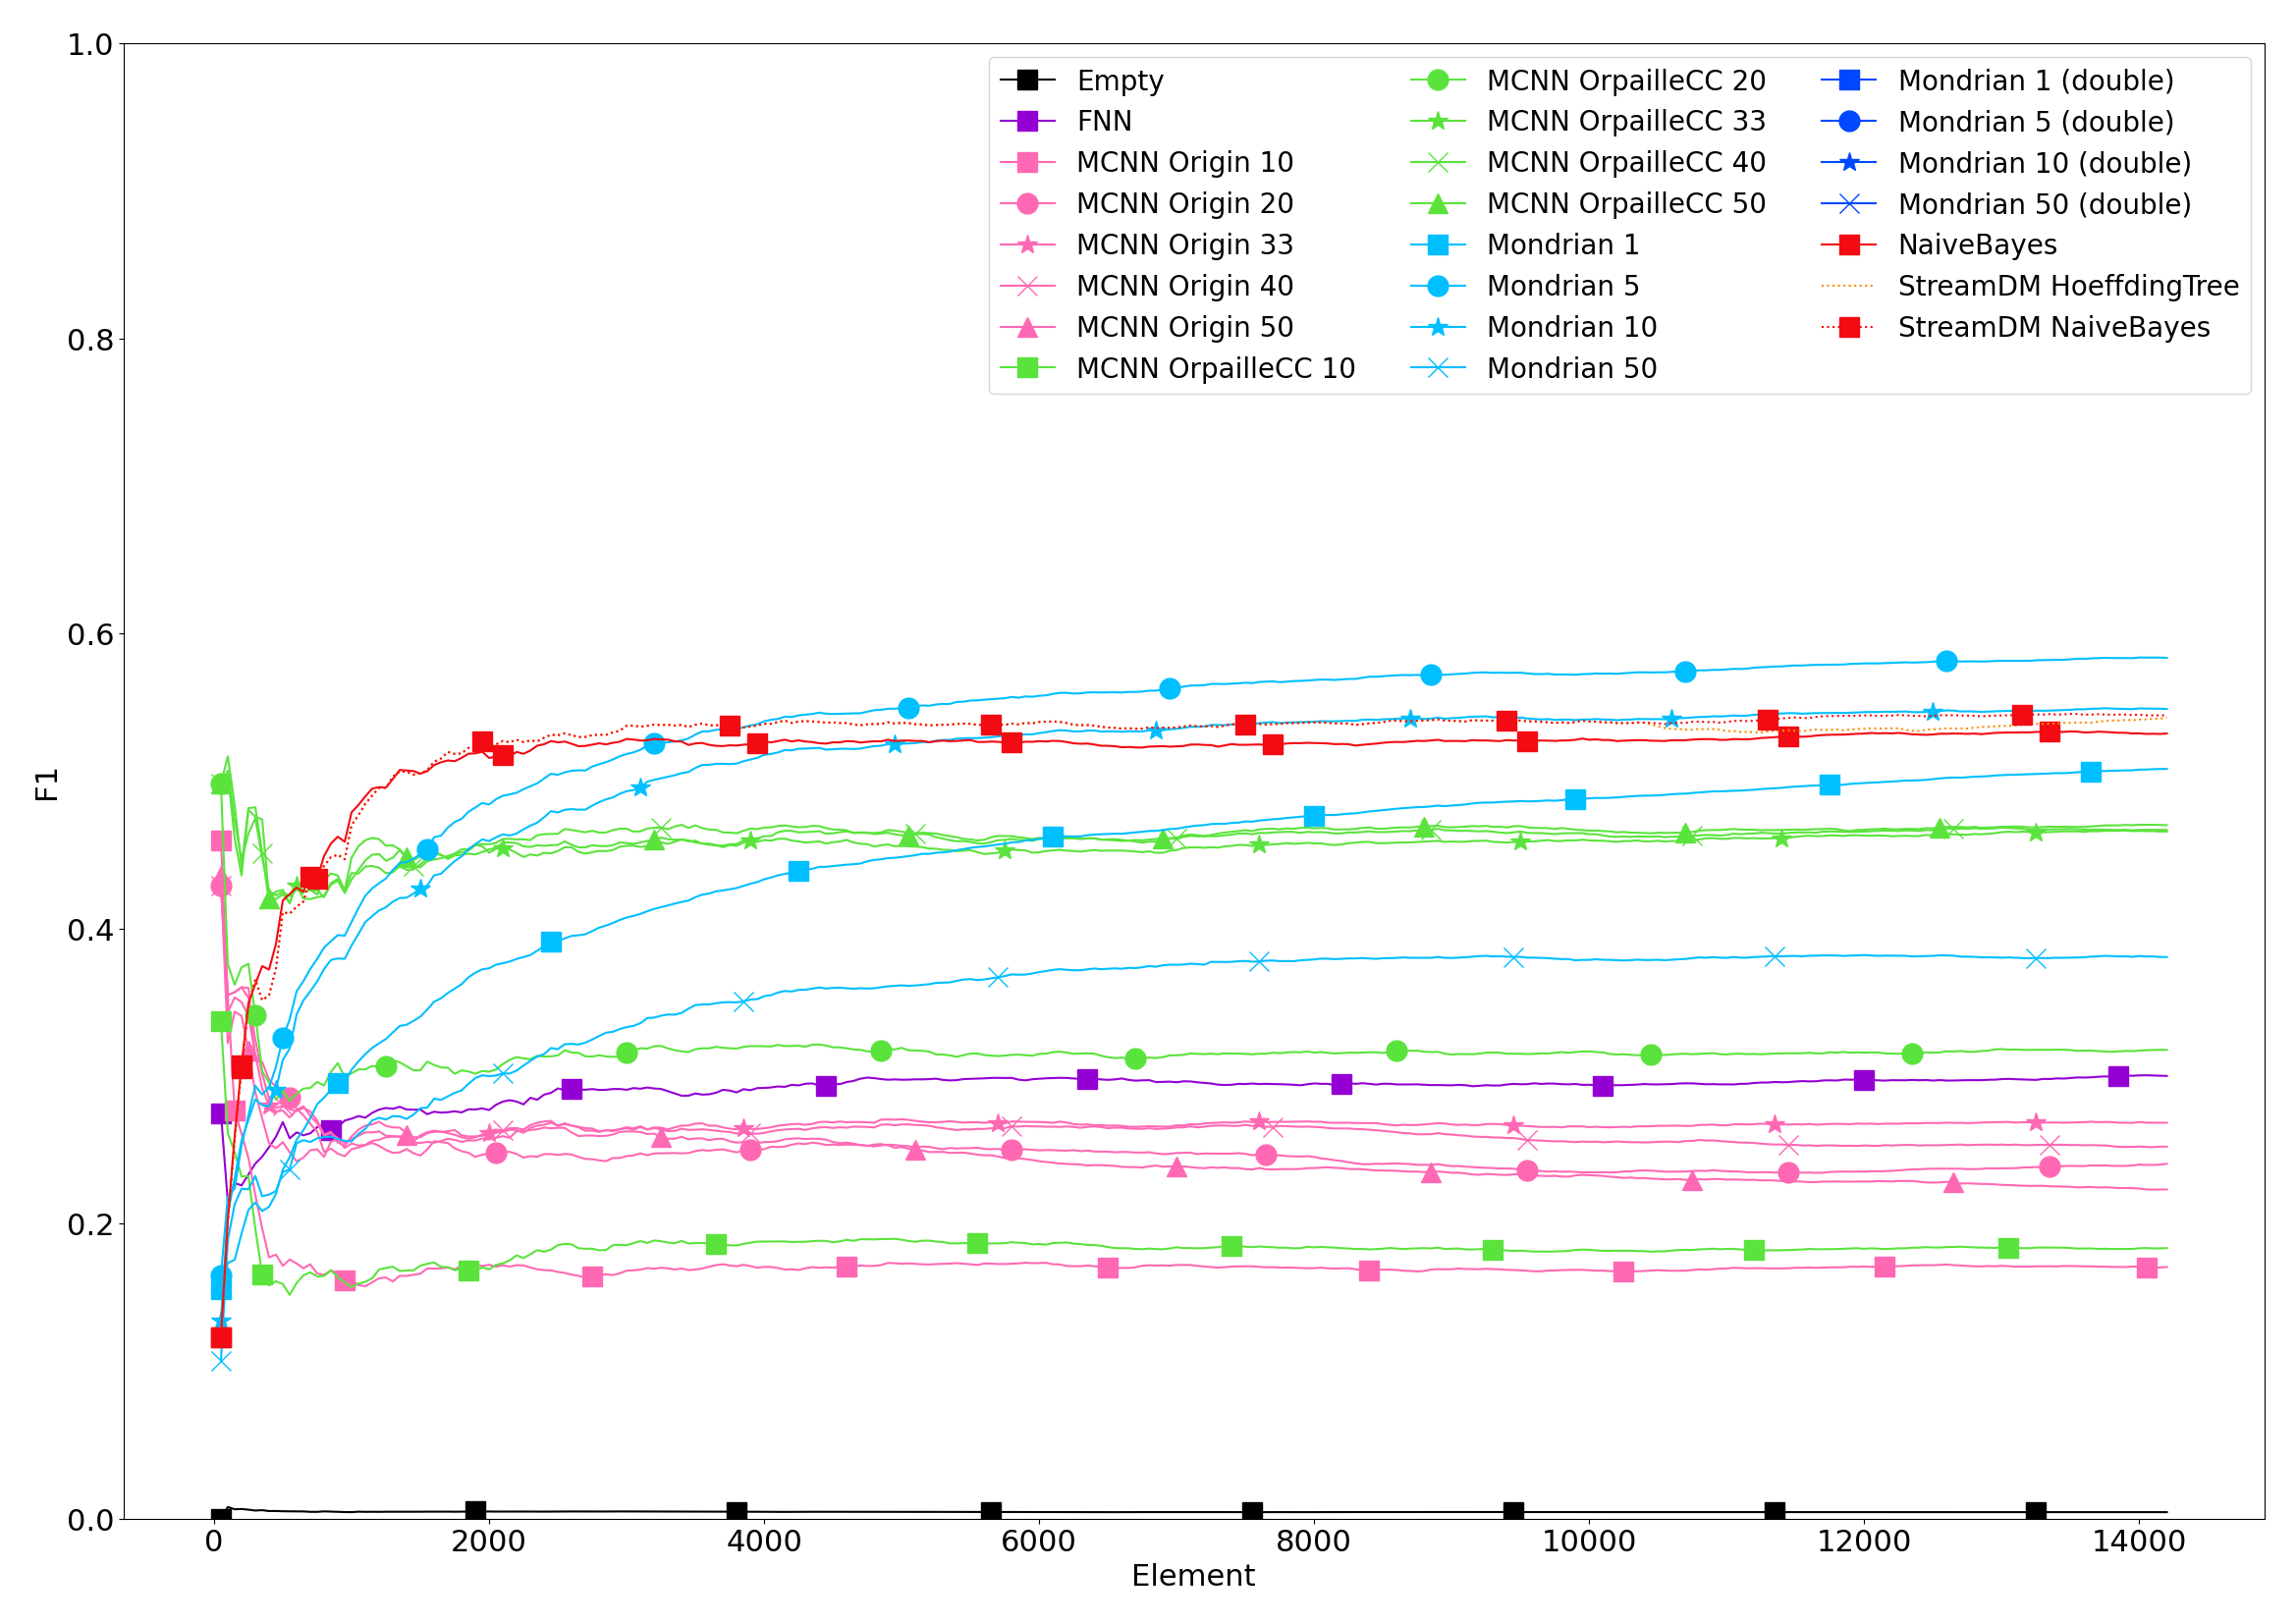 1.0
0.8
0.6
0.4
0.2
0.0
F1
Empty
FNN
MCNN Origin 10
MCNN Origin 20
MCNN Origin 33
MCNN Origin 40
MCNN Origin 50
MCNN OrpailleCC 10
MCNN OrpailleCC 20
MCNN OrpailleCC 33
MCNN OrpailleCC 40
MCNN OrpailleCC 50
Mondrian 1
Mondrian 5
Mondrian 10
Mondrian 50
Mondrian 1 (double)
Mondrian 5 (double)
Mondrian 10 (double)
Mondrian 50 (double)
NaiveBayes
StreamDM HoeffdingTree
StreamDM NaiveBayes
0 2000 4000 6000 8000 10000 12000 14000
Element